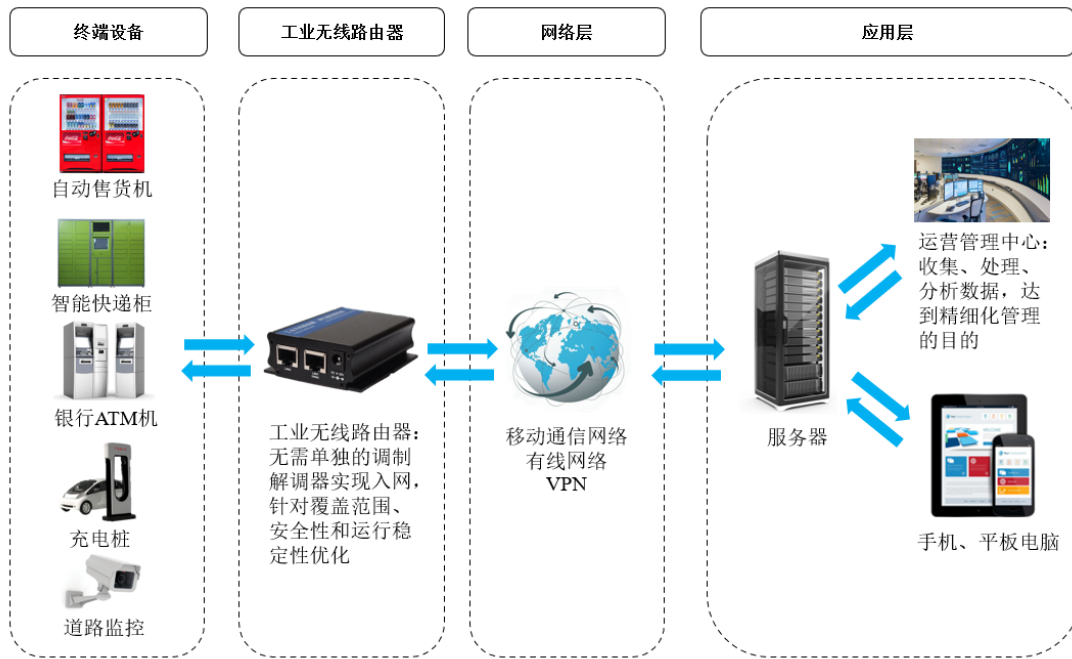 终端设备
工业无线路由器
网络层
应用层
自动售货机
智能快递柜
银行ATM机
充电桩
道路监控
工业无线路由器：
无需单独的调制
解调器实现入网，
针对覆盖范围、
安全性和运行稳
定性优化
移动通信网络
有线网络
VPN
服务器
运营管理中心：
收集、处理、
分析数据，达
到精细化管理
的目的
手机、平板电脑